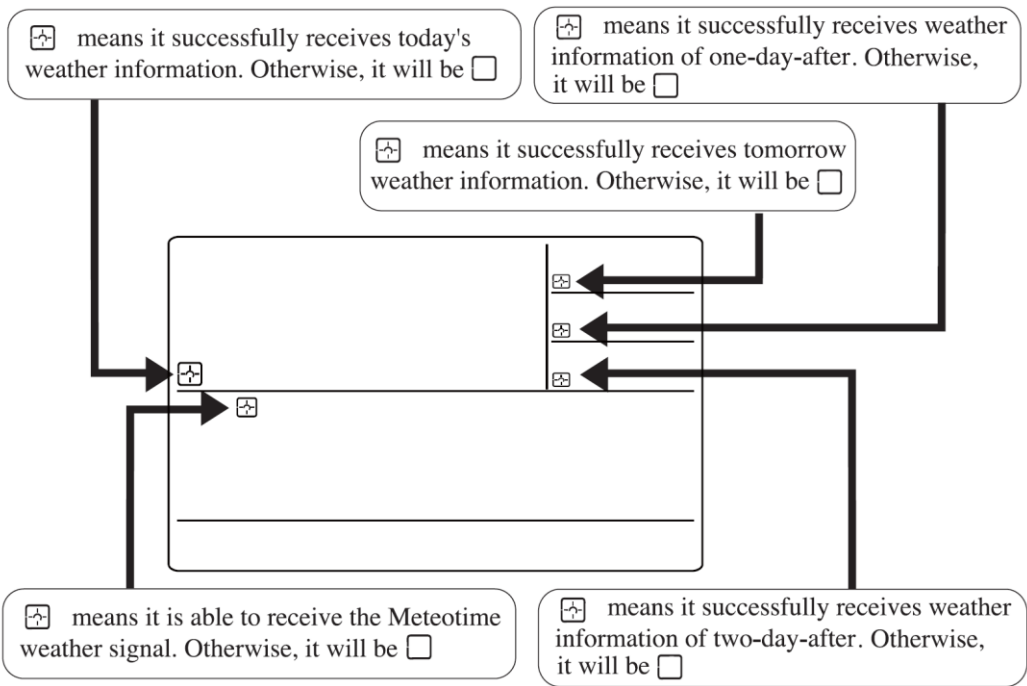 means it successfully receives today's
weather information. Otherwise, it will be
means it successfully receives weather
information of one-day-after. Otherwise,
it will be
means it successfully receives tomorrow
weather information. Otherwise, it will be
means it is able to receive the Meteotime
weather signal. Otherwise, it will be
means it successfully receives weather
information of two-day-after. Otherwise,
it will be